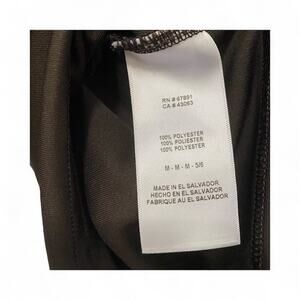 RN # 67891
CA # 43063
100% POLYESTER
100% POLIESTER
100% POLYESTER
M - M - M - 5/6
MADE IN EL SALVADOR
HECHO EN EL SALVADOR
FABRIQUE AU EL SALVADOR